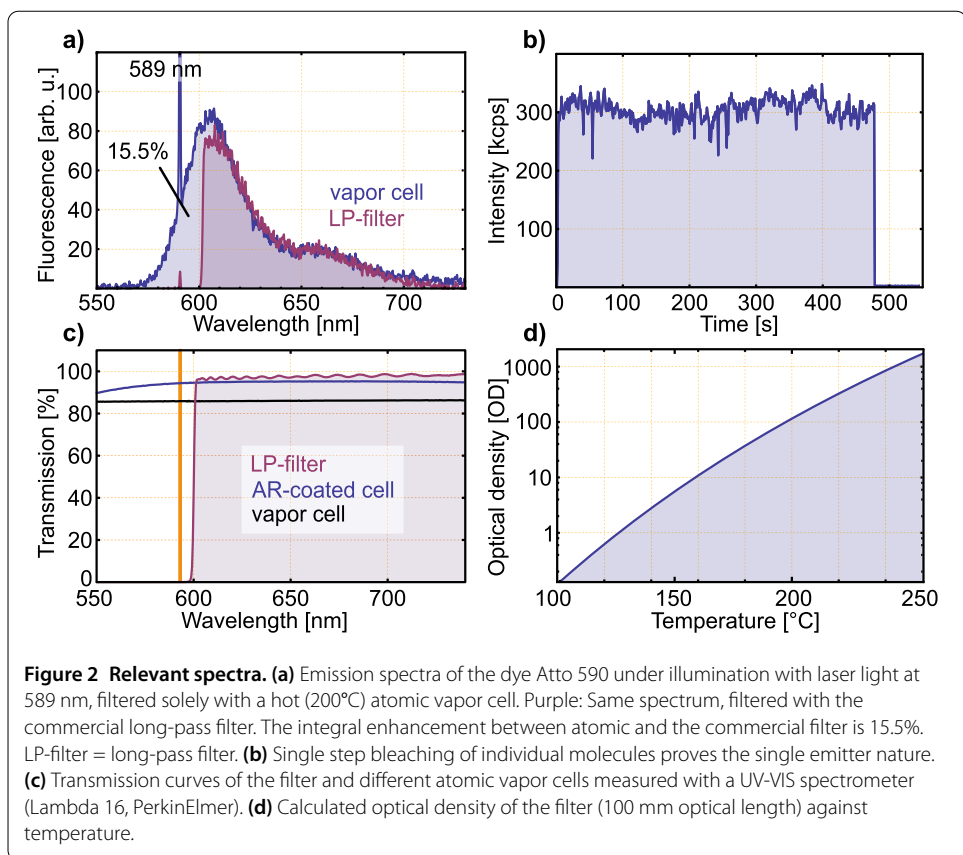 a)
589 nm
15.5%
vapor cell
LP-filter
Fluorescence [arb. u.]
100
80
60
40
20
550
600
650
700
Wavelength [nm]
b)
Intensity [kcps]
400
300
200
100
0
100
200
300
400
500
Time [s]
c)
Transmission [%]
100
80
60
40
20
0
LP-filter
AR-coated cell
vapor cell
550
600
650
700
Wavelength [nm]
d)
Optical density [OD]
1000
100
10
1
100
150
200
250
Temperature [°C]
Figure 2 Relevant spectra. (a) Emission spectra of the dye Atto 590 under illumination with laser light at
589 nm, filtered solely with a hot (200°C) atomic vapor cell. Purple: Same spectrum, filtered with the
commercial long-pass filter. The integral enhancement between atomic and the commercial filter is 15.5%.
LP-filter = long-pass filter. (b) Single step bleaching of individual molecules proves the single emitter nature.
(c) Transmission curves of the filter and different atomic vapor cells measured with a UV-VIS spectrometer
(Lambda 16, PerkinElmer). (d) Calculated optical density of the filter (100 mm optical length) against
temperature.